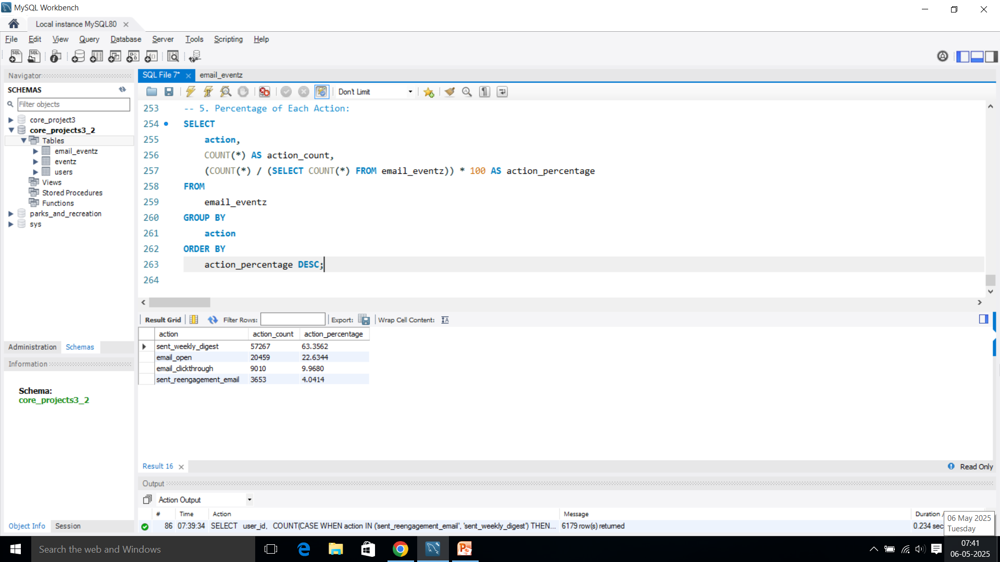 MySQL Workbench
Local instance MySQL80
File Edit View Query Database Server Tools Scripting Help
Navigator
SCHEMAS
Filter objects
core_project3
core_projects3_2
Tables
email_eventz
eventz
users
Views
Stored Procedures
Functions
parks_and_recreation
sys
Administration Schemas
Information
Schema:
core_projects3_2
Object Info Session
SQL File 7* email_eventz
Don't Limit
253 -- 5. Percentage of Each Action:
254 SELECT
255 action,
256 COUNT(*) AS action_count,
257 (COUNT(*) / (SELECT COUNT(*) FROM email_eventz)) * 100 AS action_percentage
258 FROM
259 email_eventz
260 GROUP BY
261 action
262 ORDER BY
263 action_percentage DESC;
264
Result Grid Filter Rows: Export: Wrap Cell Content:
action action_count action_percentage
sent_weekly_digest 57267 63.3562
email_open 20459 22.6344
email_clickthrough 9010 9.9680
sent_reengagement_email 3653 4.0414
Result 16 Read Only
Output
Action Output
# Time Action Message Duration /
86 07:39:34 SELECT user_id, COUNT(CASE WHEN action IN ('sent_reengagement_email', 'sent_weekly_digest') THEN... 6179 row(s) returned 0.234 sec
06 May 2025
Tuesday
Search the web and Windows
07:41
06-05-2025